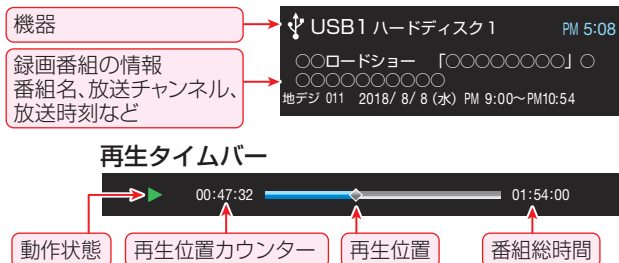 機器
USB1 ハードディスク1 PM 5:08
録画番組の情報
番組名、放送チャンネル、
放送時刻など
○○ロードショー 「○○○○○○○○」○
○○○○○○○○○○
地デジ 011 2018/ 8/ 8 (水) PM 9:00～PM10:54
再生タイムバー
00:47:32 01:54:00
動作状態 再生位置カウンター 再生位置 番組総時間